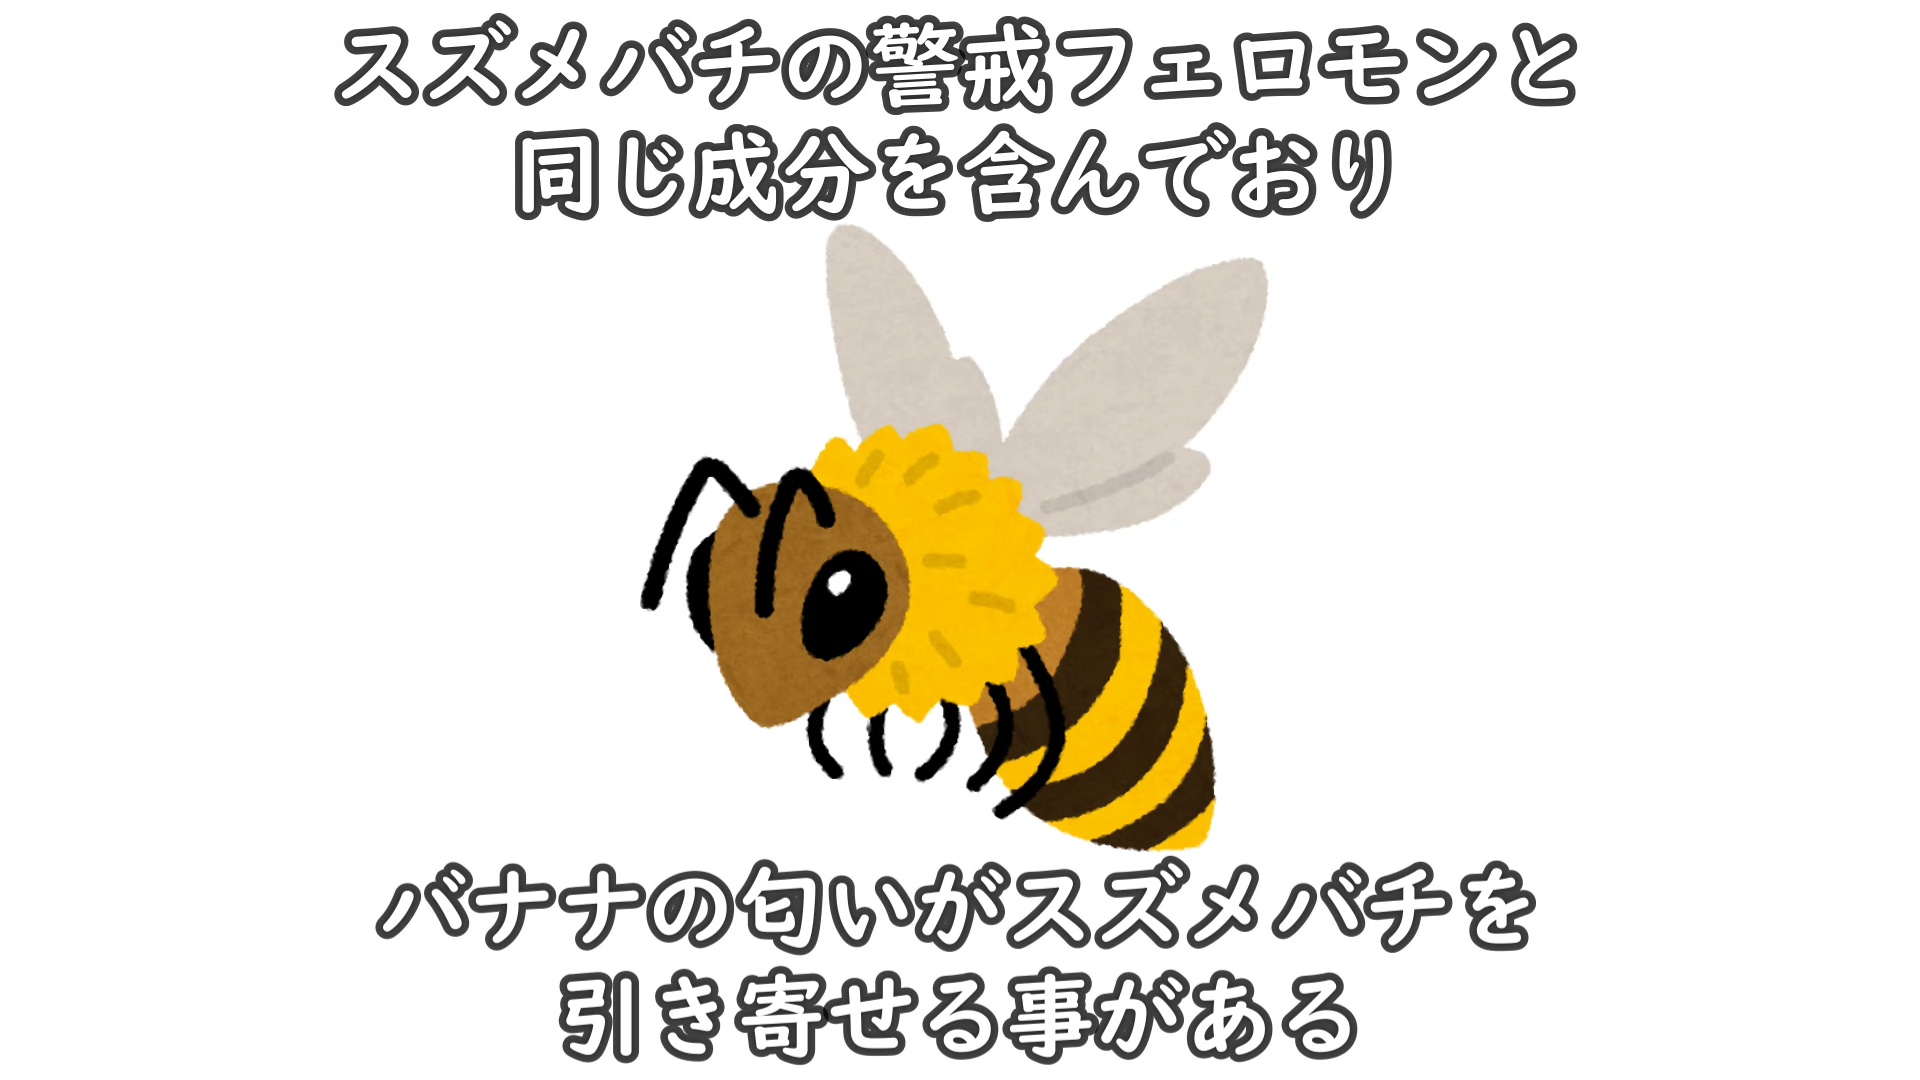 スズメバチの警戒フェロモンと
同じ成分を含んでおり
バナナの匂いがスズメバチを
引き寄せる事がある